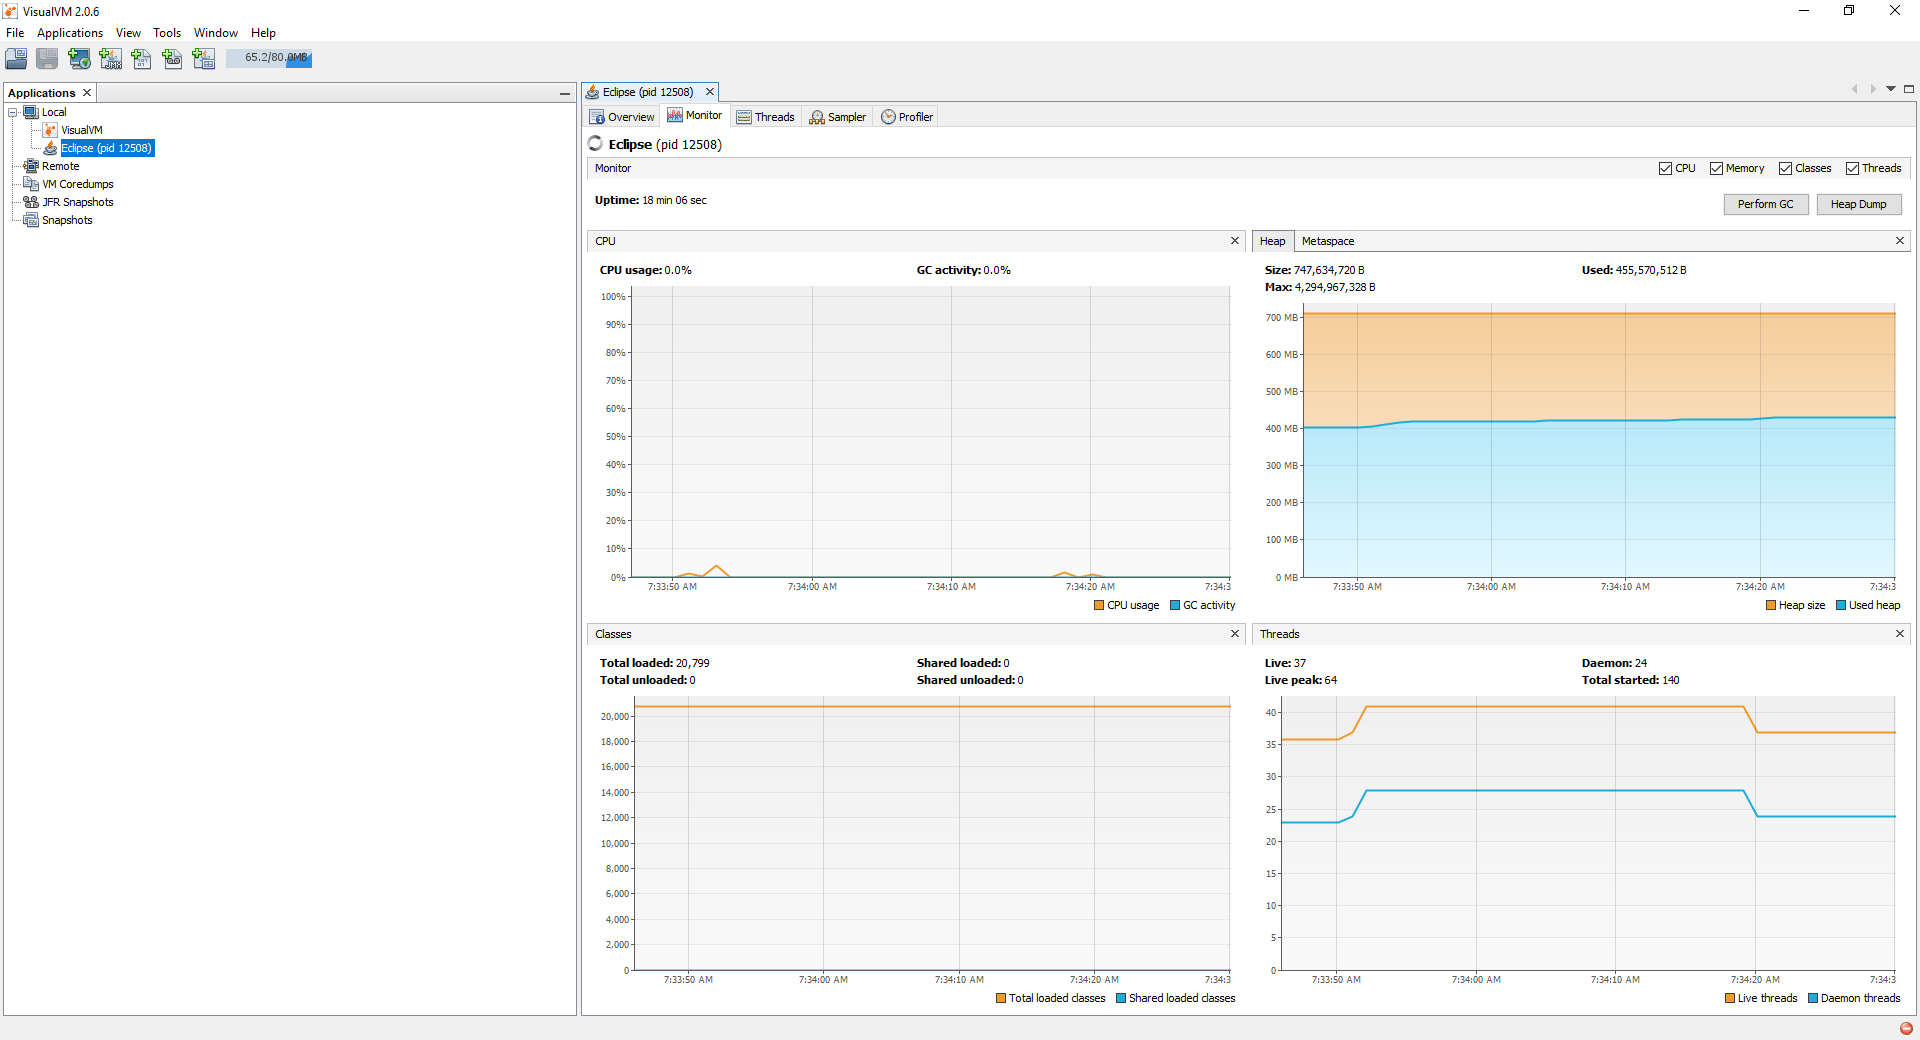 VisualVM 2.0.6
File Applications View Tools Window Help
65.2/80.0MB
Applications
Local
VisualVM
Eclipse (pid 12508)
Remote
VM Coredumps
JFR Snapshots
Snapshots
Eclipse (pid 12508)
Overview Monitor Threads Sampler Profiler
Eclipse (pid 12508)
Monitor CPU Memory Classes Threads
Uptime: 18 min 06 sec
Perform GC Heap Dump
CPU
CPU usage: 0.0% GC activity: 0.0%
100%
90%
80%
70%
60%
50%
40%
30%
20%
10%
0%
7:33:50 AM 7:34:00 AM 7:34:10 AM 7:34:20 AM 7:34:3
CPU usage GC activity
Heap Metaspace
Size: 747,634,720 B Used: 455,570,512 B
Max: 4,294,967,328 B
700 MB
600 MB
500 MB
400 MB
300 MB
200 MB
100 MB
0 MB
7:33:50 AM 7:34:00 AM 7:34:10 AM 7:34:20 AM 7:34:3
Heap size Used heap
Classes
Total loaded: 20,799 Shared loaded: 0
Total unloaded: 0 Shared unloaded: 0
20,000
18,000
16,000
14,000
12,000
10,000
8,000
6,000
4,000
2,000
0
7:33:50 AM 7:34:00 AM 7:34:10 AM 7:34:20 AM 7:34:3
Total loaded classes Shared loaded classes
Threads
Live: 37 Daemon: 24
Live peak: 64 Total started: 140
40
35
30
25
20
15
10
5
0
7:33:50 AM 7:34:00 AM 7:34:10 AM 7:34:20 AM 7:34:3
Live threads Daemon threads